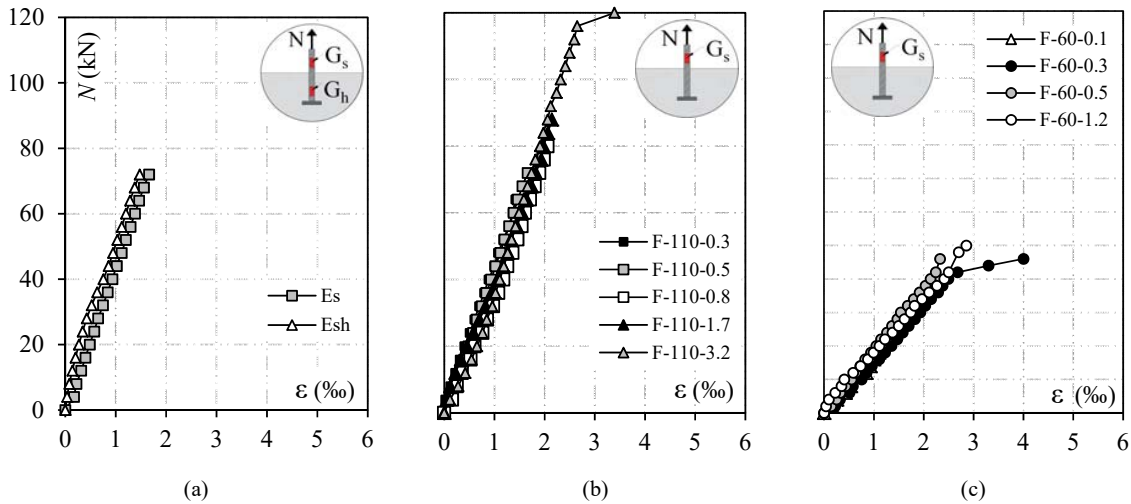 120
100
80
60
40
20
0
N (kN)
N
Gs
Gh
Es
Esh
ε (‰)
0 1 2 3 4 5 6
(a)
N
Gs
F-110-0.3
F-110-0.5
F-110-0.8
F-110-1.7
F-110-3.2
ε (‰)
0 1 2 3 4 5 6
(b)
N
Gs
F-60-0.1
F-60-0.3
F-60-0.5
F-60-1.2
ε (‰)
0 1 2 3 4 5 6
(c)